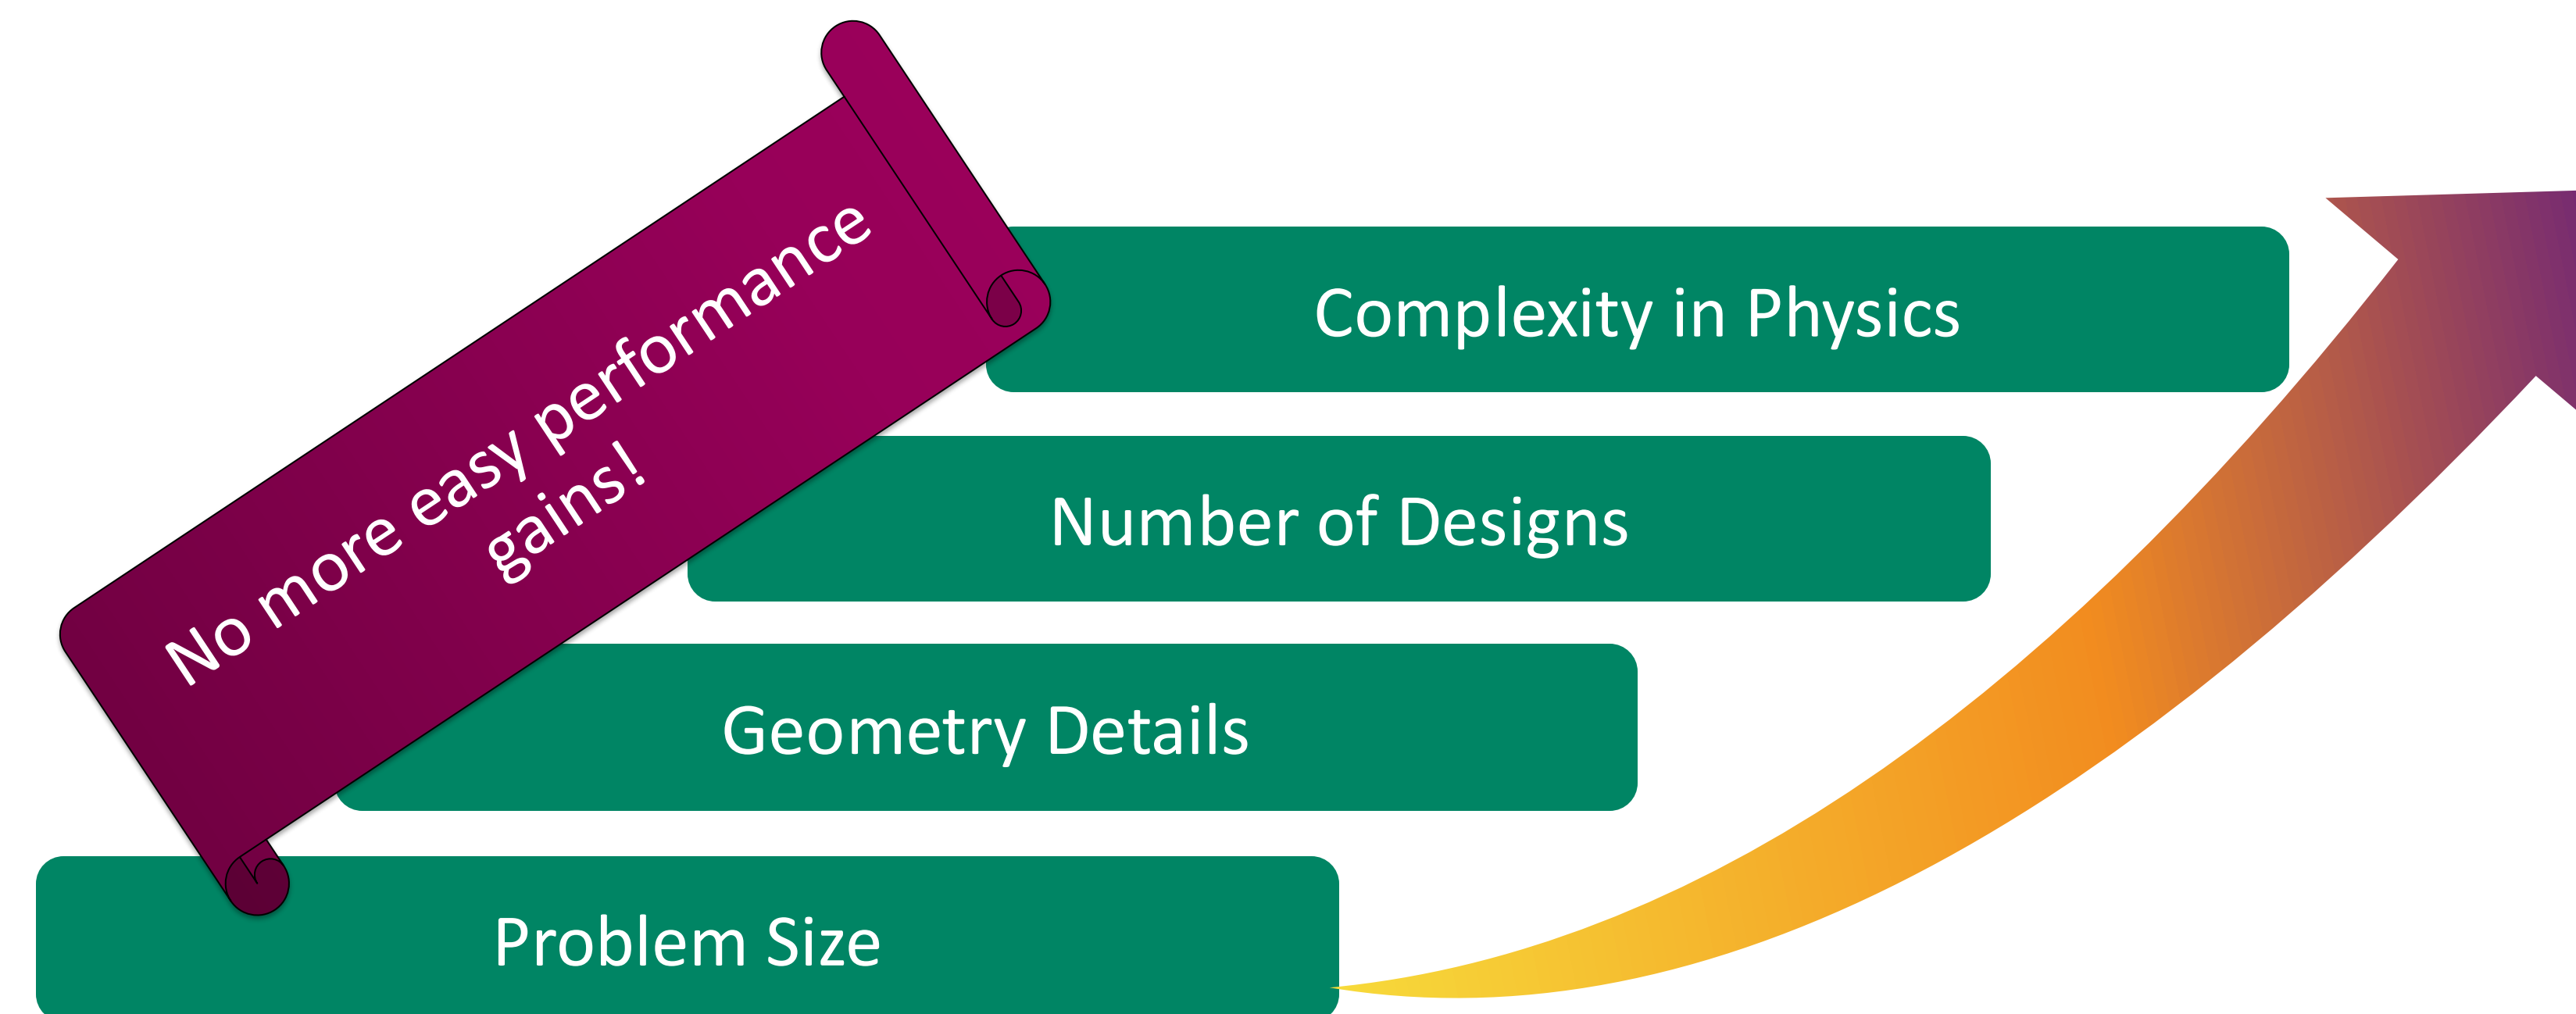 No more easy performance
gains!
Complexity in Physics
Number of Designs
Geometry Details
Problem Size